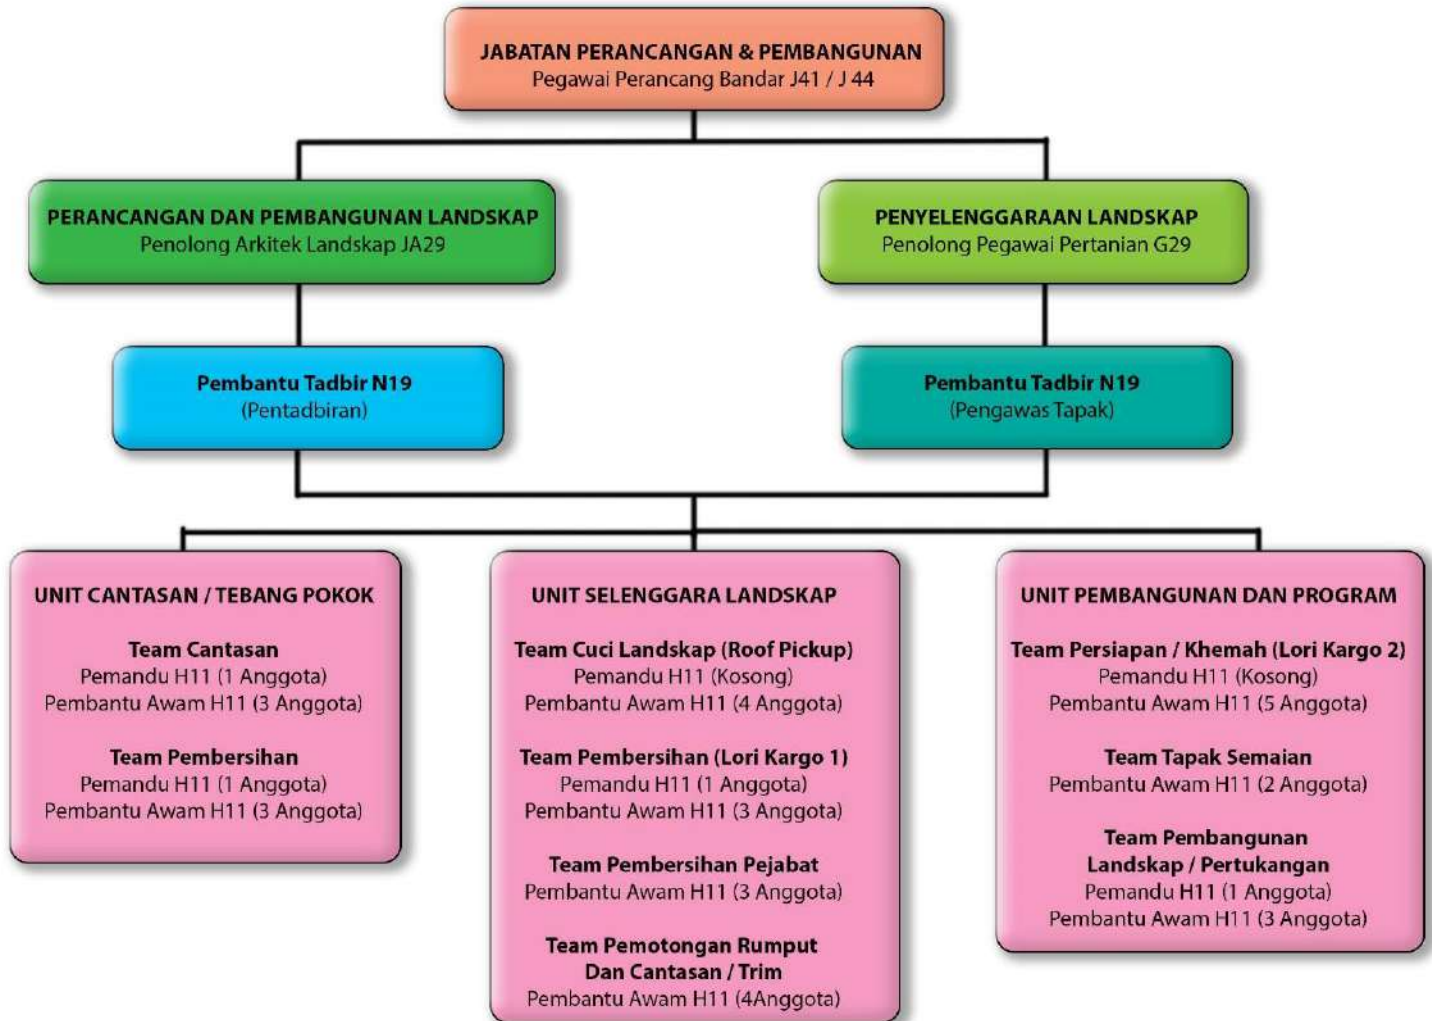 JABATAN PERANCANGAN & PEMBANGUNAN
Pegawai Perancang Bandar J41 / J 44
PERANCANGAN DAN PEMBANGUNAN LANDSKAP
Penolong Arkitek Landskap JA29
PENYELENGGARAAN LANDSKAP
Penolong Pegawai Pertanian G29
Pembantu Tadbir N19
(Pentadbiran)
Pembantu Tadbir N19
(Pengawas Tapak)
UNIT CANTASAN / TEBANG POKOK
Team Cantasan
Pemandu H11 (1 Anggota)
Pembantu Awam H11 (3 Anggota)
Team Pembersihan
Pemandu H11 (1 Anggota)
Pembantu Awam H11 (3 Anggota)
UNIT SELENGGARA LANDSKAP
Team Cuci Landskap (Roof Pickup)
Pemandu H11 (Kosong)
Pembantu Awam H11 (4 Anggota)
Team Pembersihan (Lori Kargo 1)
Pemandu H11 (1 Anggota)
Pembantu Awam H11 (3 Anggota)
Team Pembersihan Pejabat
Pembantu Awam H11 (3 Anggota)
Team Pemotongan Rumput
Dan Cantasan / Trim
Pembantu Awam H11 (4Anggota)
UNIT PEMBANGUNAN DAN PROGRAM
Team Persiapan / Khemah (Lori Kargo 2)
Pemandu H11 (Kosong)
Pembantu Awam H11 (5 Anggota)
Team Tapak Semaian
Pembantu Awam H11 (2 Anggota)
Team Pembangunan
Landskap / Pertukangan
Pemandu H11 (1 Anggota)
Pembantu Awam H11 (3 Anggota)